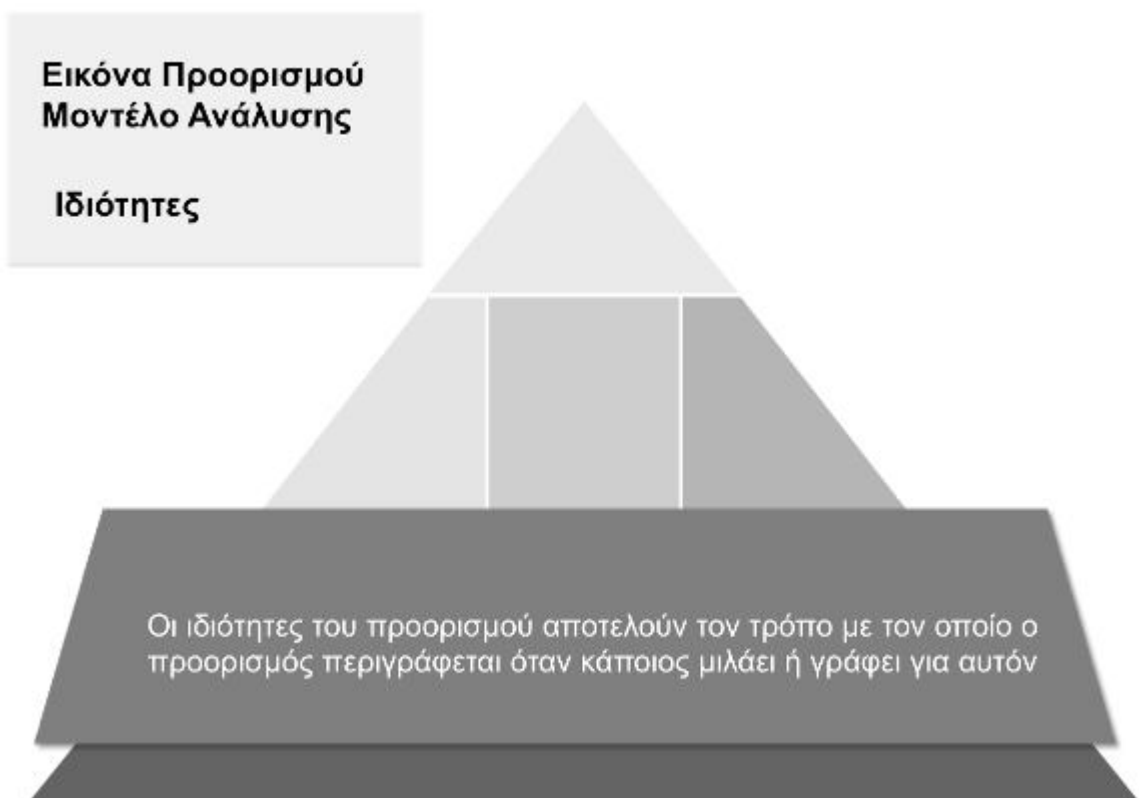 Εικόνα Προορισμού
Μοντέλο Ανάλυσης
Ιδιότητες
Οι ιδιότητες του προορισμού αποτελούν τον τρόπο με τον οποίο ο
προορισμός περιγράφεται όταν κάποιος μιλάει ή γράφει για αυτόν